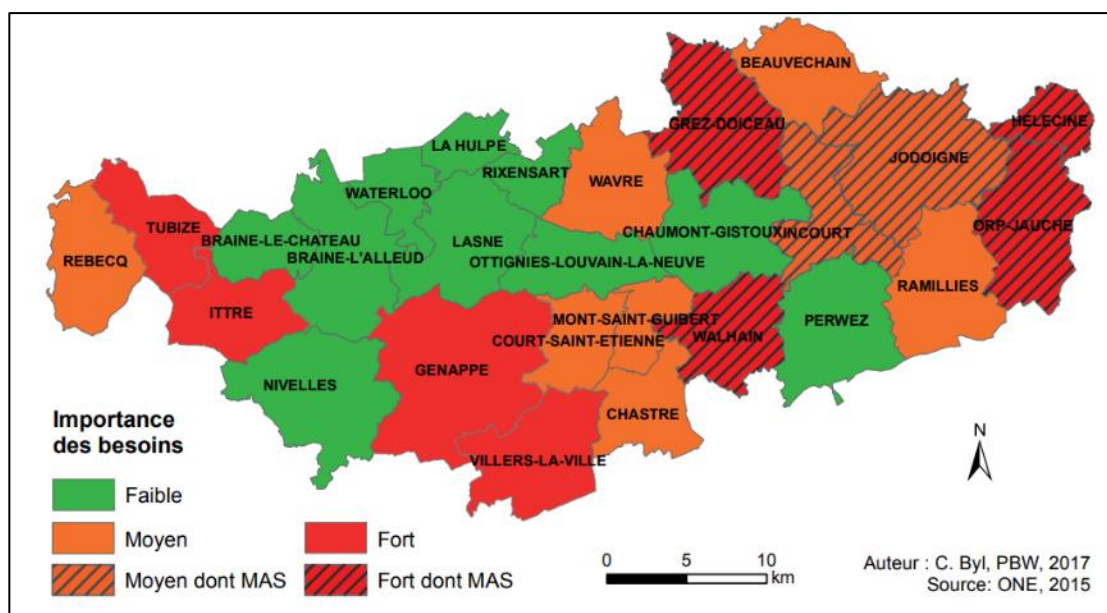 BEAUVECHAIN
GREZ-DOICEAU
HELECINE
LA HULPE
JODOIGNE
RIXENSART
WAVRE
WATERLOO
TUBIZE
CHAUMONT-GISTOUX
INCOURT
ORP-JAUCHE
BRAINE-LE-CHATEAU
LASNE
REBECQ
BRAINE-L'ALLEUD
OTTIGNIES-LOUVAIN-LA-NEUVE
RAMILLIES
ITTRE
MONT-SAINT-GUIBERT
PERWEZ
COURT-SAINT-ETIENNE
WALHAIN
GENAPPE
NIVELLES
CHASTRE
VILLERS-LA-VILLE
Importance
des besoins
Faible
Moyen
Fort
Moyen dont MAS
Fort dont MAS
N
0 5 10
km
Auteur : C. Byl, PBW, 2017
Source: ONE, 2015